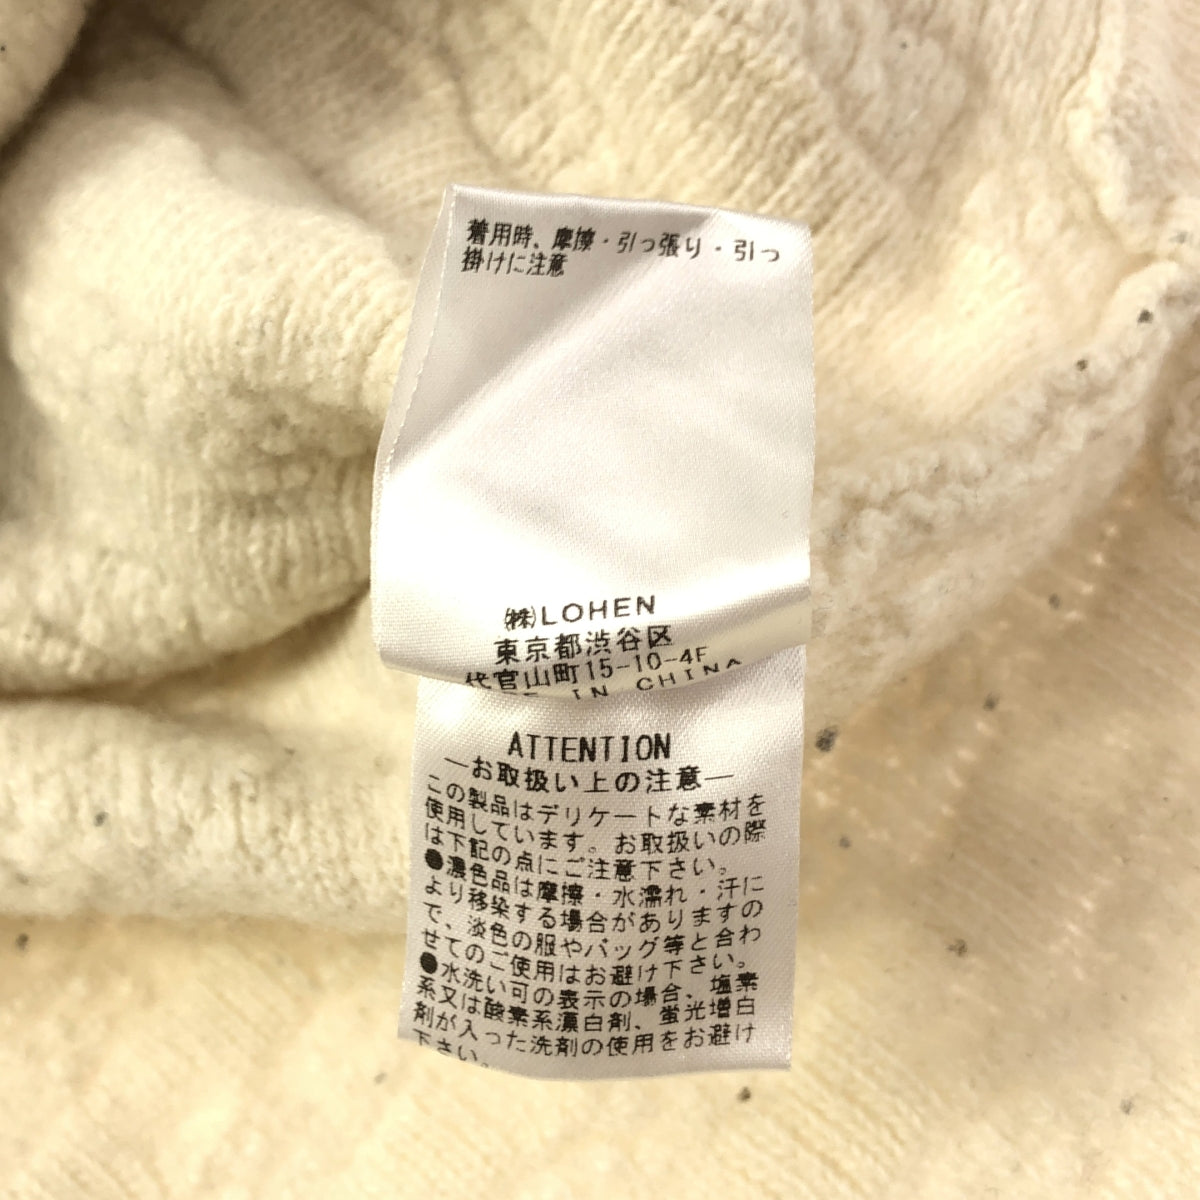 着用時、摩擦・引っ張り・引っ
掛けに注意
㈱LOHEN
東京都渋谷区
代官山町15-10-4F
IN CHINA
ATTENTION
―お取扱い上の注意―
この製品はデリケートな素材を
使用しています。お取扱いの際
は下記の点にご注意下さい。
●濃色品は摩擦・水濡れ・汗に
より移染する場合がありますの
で、淡色の服やバッグ等と合わ
せてのご使用はお避け下さい。
●水洗い可の表示の場合、塩素
系又は酸素系漂白剤、蛍光増白
剤が入った洗剤の使用をお避け
下さい。